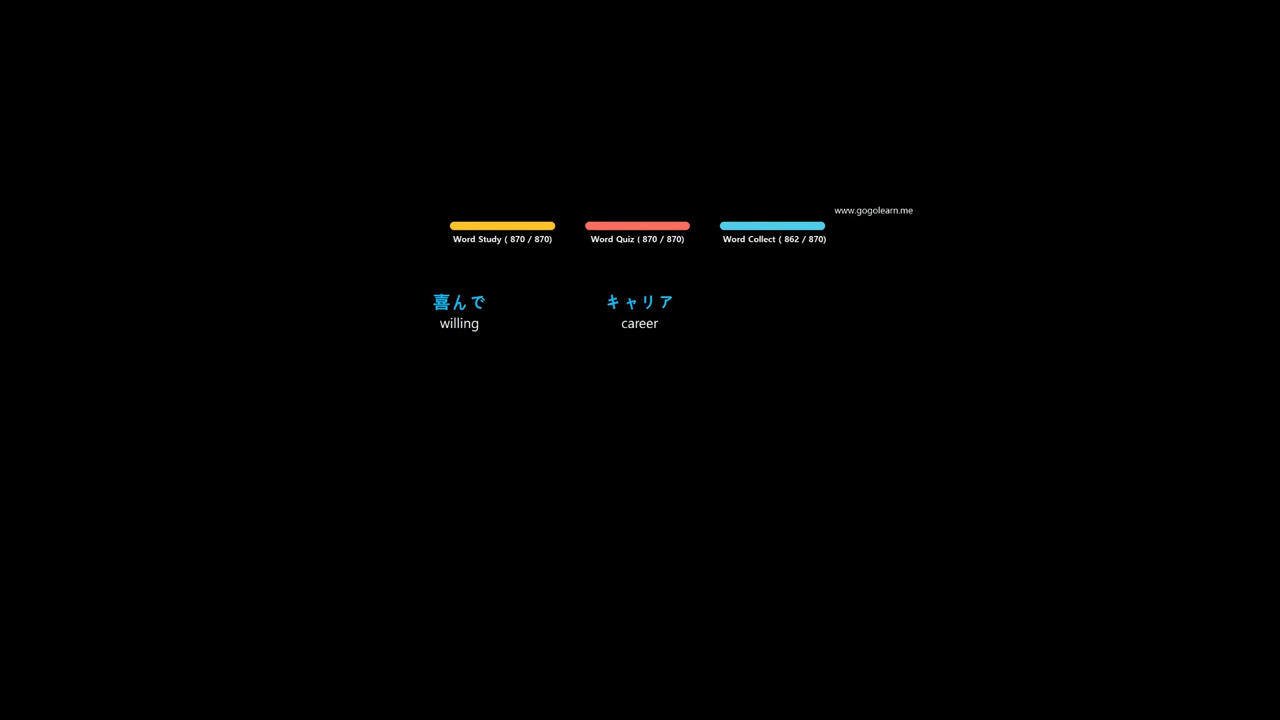 www.gogolearn.me
Word Study ( 870 / 870)
Word Quiz ( 870 / 870)
Word Collect ( 862 / 870)
喜んで
willing
キャリア
career